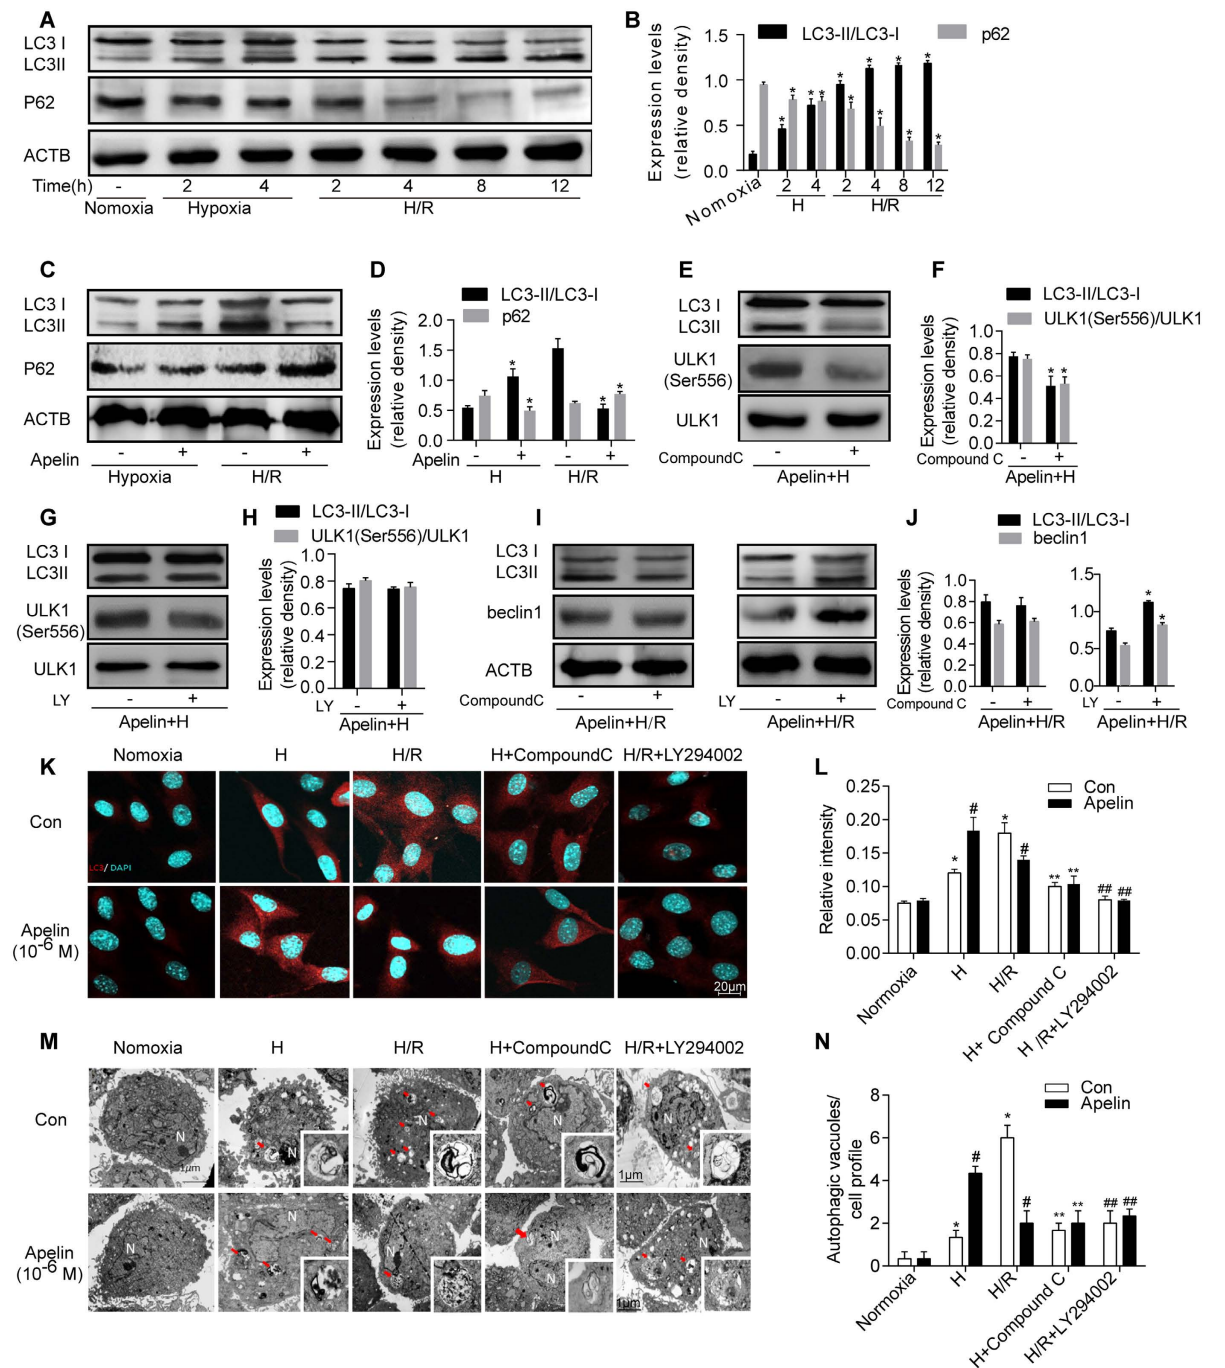 A
LC3 I
LC3II
P62
ACTB
Time(h) - 2 4 2 4 8 12
Nomoxia Hypoxia H/R
B
LC3-II/LC3-I p62
Expression levels
(relative density)
1.5
1.0
0.5
0.0
* * * * * * * * * * * *
Nomoxia 2 4 2 4 8 12
H H/R
C
LC3 I
LC3II
P62
ACTB
Apelin - + - +
Hypoxia H/R
D
LC3-II/LC3-I
p62
Expression levels
(relative density)
2.0
1.5
1.0
0.5
0.0
* * * *
Apelin - + - +
H H/R
E
LC3 I
LC3II
ULK1
(Ser556)
ULK1
CompoundC - +
Apelin+H
F
LC3-II/LC3-I
ULK1(Ser556)/ULK1
Expression levels
(relative density)
1.0
0.8
0.6
0.4
0.2
0.0
* *
Compound C - +
Apelin+H
G
LC3 I
LC3II
ULK1
(Ser556)
ULK1
LY - +
Apelin+H
H
LC3-II/LC3-I
ULK1(Ser556)/ULK1
Expression levels
(relative density)
1.0
0.8
0.6
0.4
0.2
0.0
LY - +
Apelin+H
I
LC3 I
LC3II
beclin1
ACTB
CompoundC - + LY - +
Apelin+H/R Apelin+H/R
J
LC3-II/LC3-I
beclin1
Expression levels
(relative density)
1.0
0.8
0.6
0.4
0.2
0.0
Compound C - +
Apelin+H/R
1.5
1.0
0.5
0.0
* *
LY - +
Apelin+H/R
K
Nomoxia H H/R H+CompoundC H/R+LY294002
Con
LC3/ DAPI
Apelin
(10-6 M)
20µm
L
Con
Apelin
Relative intensity
0.25
0.20
0.15
0.10
0.05
0.00
* # * # ** ** ## ##
Normoxia H H/R H+ Compound C H /R+LY294002
M
Nomoxia H H/R H+CompoundC H/R+LY294002
Con
N N N N N
1µm 1µm
Apelin
(10-6 M)
N N N N N N
1µm
N
Con
Apelin
Autophagic vacuoles/
cell profile
8
6
4
2
0
* # * # ** ** ## ##
Normoxia H H/R H+Compound C H/R+LY294002